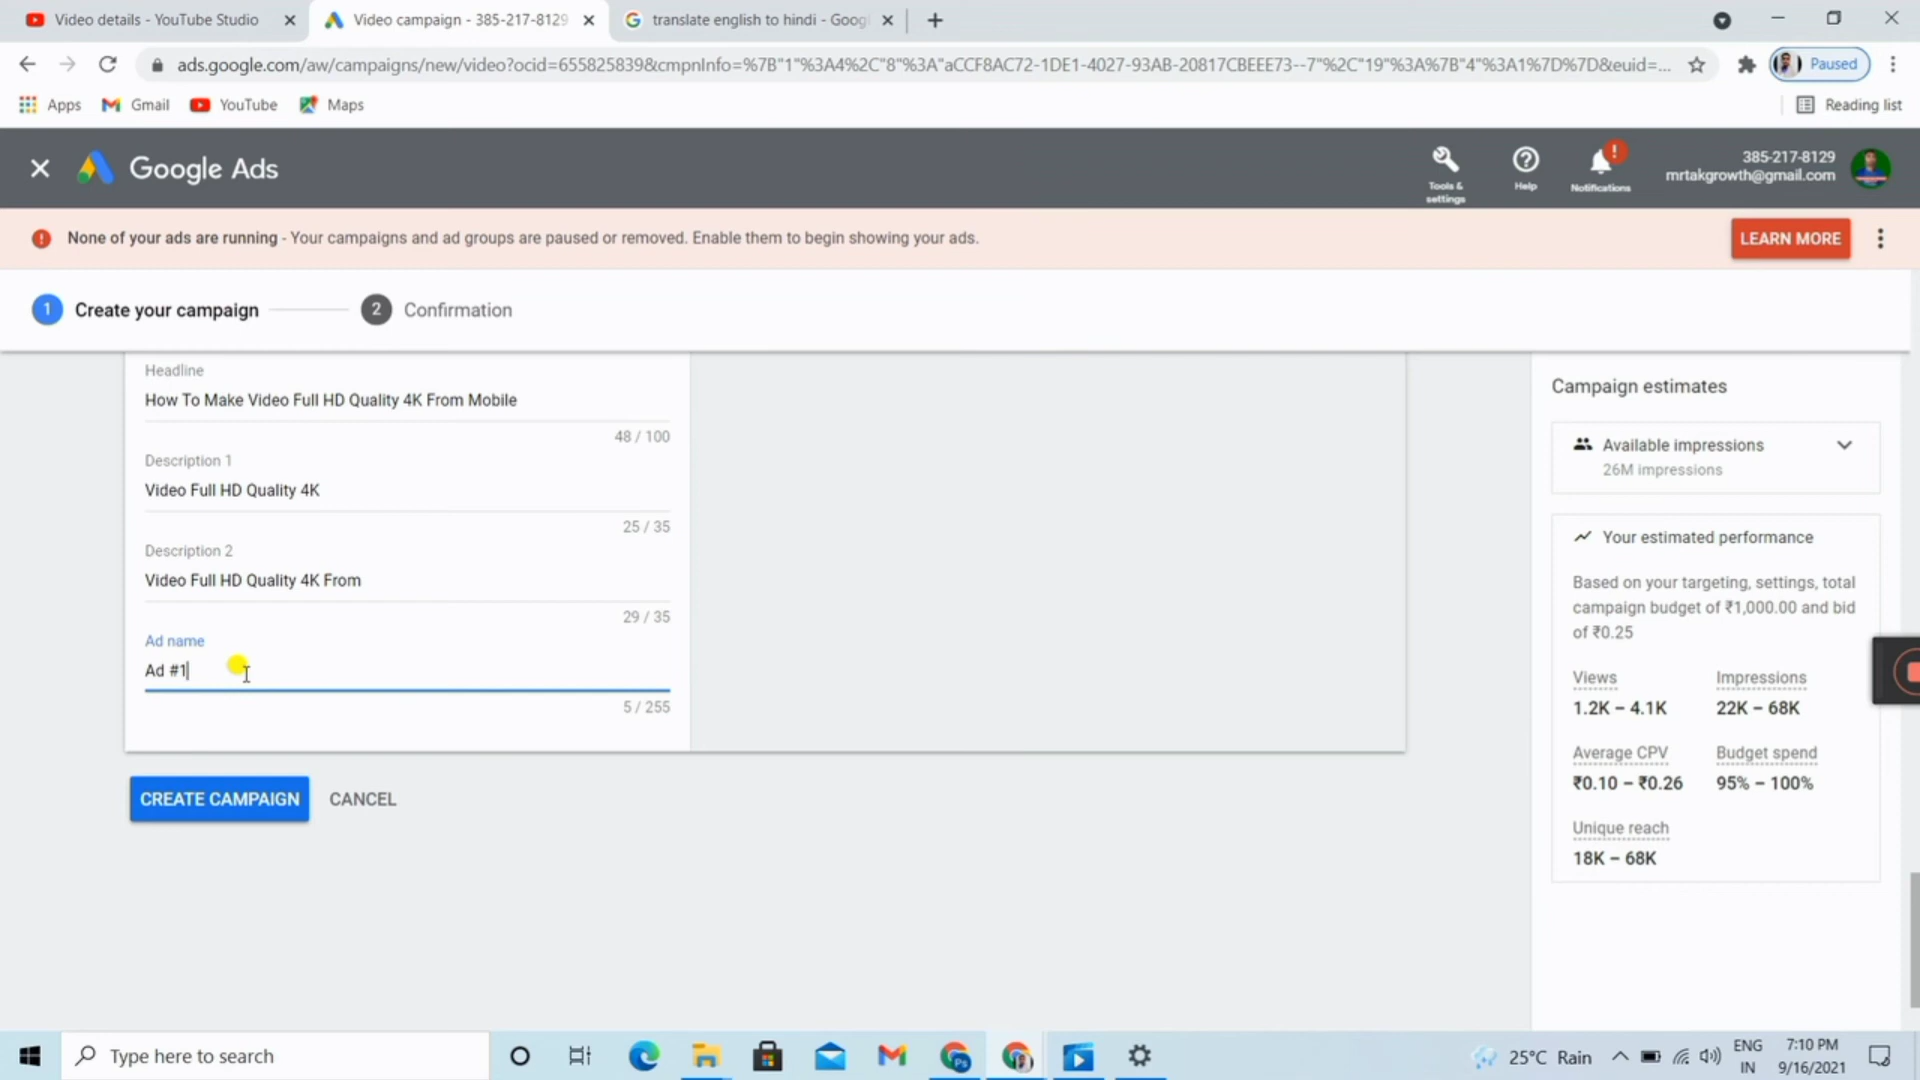 Video details - YouTube Studio
Video campaign - 385-217-8129
translate english to hindi - Goog
ads.google.com/aw/campaigns/new/video?ocid=655825839&cmpnInfo=%7B"1"%3A4%2C"8"%3A"aCCF8AC72-1DE1-4027-93AB-20817CBEEE73--7"%2C"19"%3A%7B"4"%3A1%7D%7D&euid=...
Paused
Apps
Gmail
YouTube
Maps
Reading list
Google Ads
Tools & settings
Help
Notifications
385-217-8129
mrtakgrowth@gmail.com
None of your ads are running - Your campaigns and ad groups are paused or removed. Enable them to begin showing your ads.
LEARN MORE
1 Create your campaign
2 Confirmation
Headline
How To Make Video Full HD Quality 4K From Mobile
48 / 100
Description 1
Video Full HD Quality 4K
25 / 35
Description 2
Video Full HD Quality 4K From
29 / 35
Ad name
Ad #1
5 / 255
CREATE CAMPAIGN
CANCEL
Campaign estimates
Available impressions
26M impressions
Your estimated performance
Based on your targeting, settings, total
campaign budget of ₹1,000.00 and bid
of ₹0.25
Views
Impressions
1.2K – 4.1K
22K – 68K
Average CPV
Budget spend
₹0.10 – ₹0.26
95% – 100%
Unique reach
18K – 68K
Type here to search
Ps
25°C Rain
ENG
IN
7:10 PM
9/16/2021